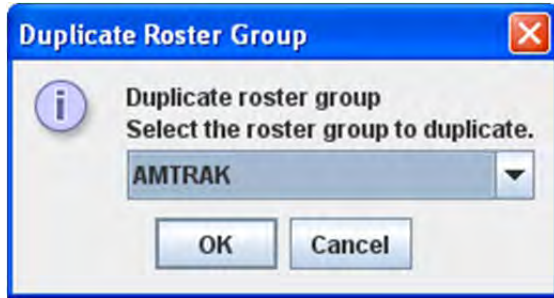 Duplicate Roster Group
Duplicate roster group
Select the roster group to duplicate.
AMTRAK
OK Cancel